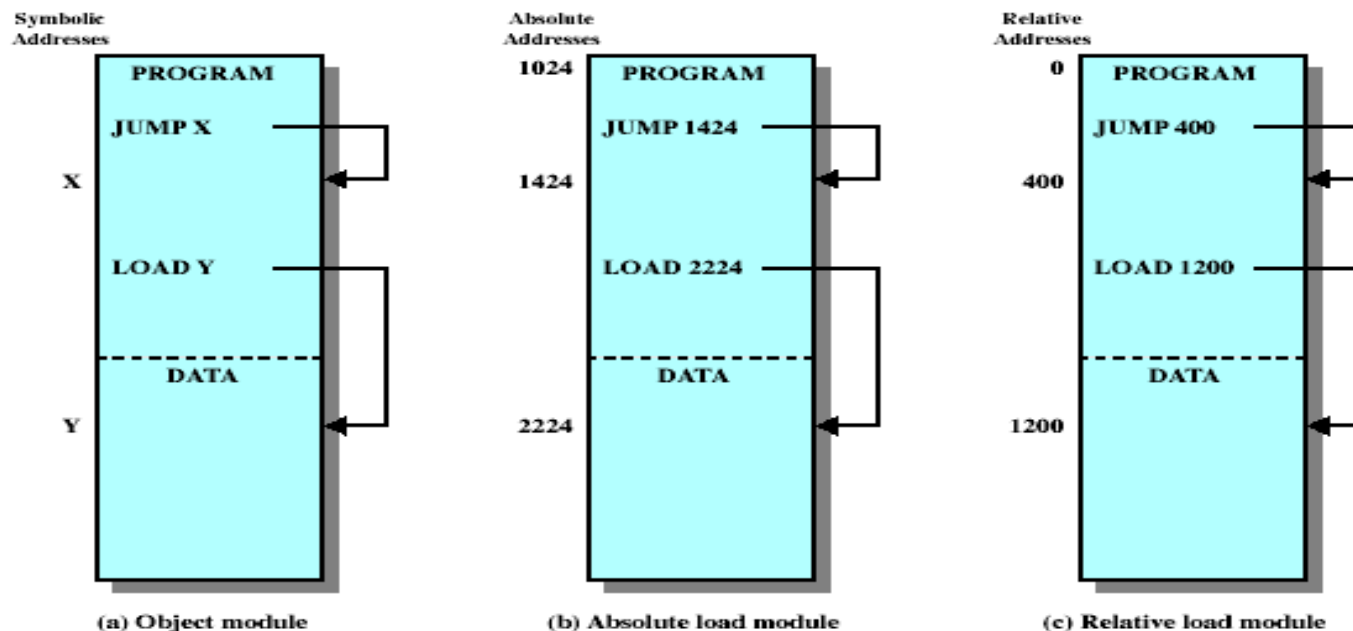 Symbolic
Addresses
PROGRAM
JUMP X
X
LOAD Y
DATA
Y
(a) Object module
Absolute
Addresses
1024
PROGRAM
JUMP 1424
1424
LOAD 2224
DATA
2224
(b) Absolute load module
Relative
Addresses
0
PROGRAM
JUMP 400
400
LOAD 1200
DATA
1200
(c) Relative load module